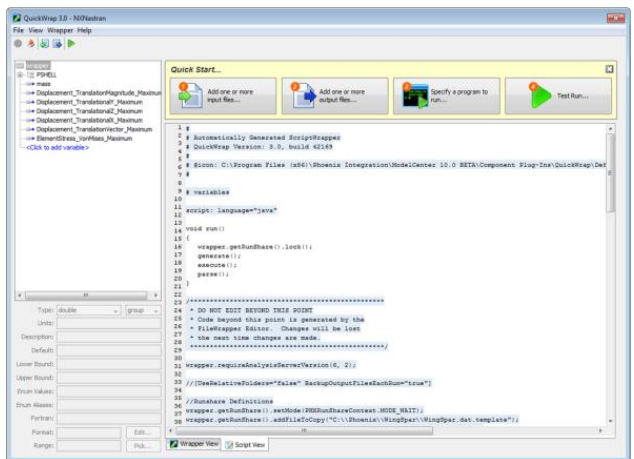 QuickWrap 3.0 - NXNastran
File View Wrapper Help
wrapper
PSHELL
mass
Displacement_TranslationMagnitude_Maximum
Displacement_TranslationalY_Maximum
Displacement_TranslationalZ_Maximum
Displacement_TranslationalX_Maximum
Displacement_TranslationVector_Maximum
ElementStress_VonMises_Maximum
<Click to add variable>
Type: double group
Units:
Description:
Default:
Lower Bound:
Upper Bound:
Enum Values:
Enum Aliases:
Fortran:
Format: Edit...
Range: Pick...
Quick Start...
Add one or more input files...
Add one or more output files...
Specify a program to run...
Test Run...
1 #
2 # Automatically Generated ScriptWrapper
3 # QuickWrap Version: 3.0, build 42169
4 #
5
6 # @icon: C:\Program Files (x86)\Phoenix Integration\ModelCenter 10.0 BETA\Component Plug-Ins\QuickWrap\Def
7 #
8
9 # variables
10
11 script: language="java"
12
13
14 void run()
15 {
16 wrapper.getRunShare().lock();
17 generate();
18 execute();
19 parse();
20 }
21
22
23 /************************************************
24 * DO NOT EDIT BEYOND THIS POINT
25 * Code beyond this point is generated by the
26 * FileWrapper Editor. Changes will be lost
27 * the next time changes are made.
28 ************************************************/
29
30
31 wrapper.requireAnalysisServerVersion(6, 2);
32
33 //[UseRelativeFolders="false" BackupOutputFilesEachRun="true"]
34
35 //Runshare Definitions
36
37 wrapper.getRunShare().setMode(PHXRunShareContext.MODE_WAIT);
38 wrapper.getRunShare().addFileToCopy("C:\\Phoenix\\WingSpar\\WingSpar.dat.template");
Wrapper View Script View